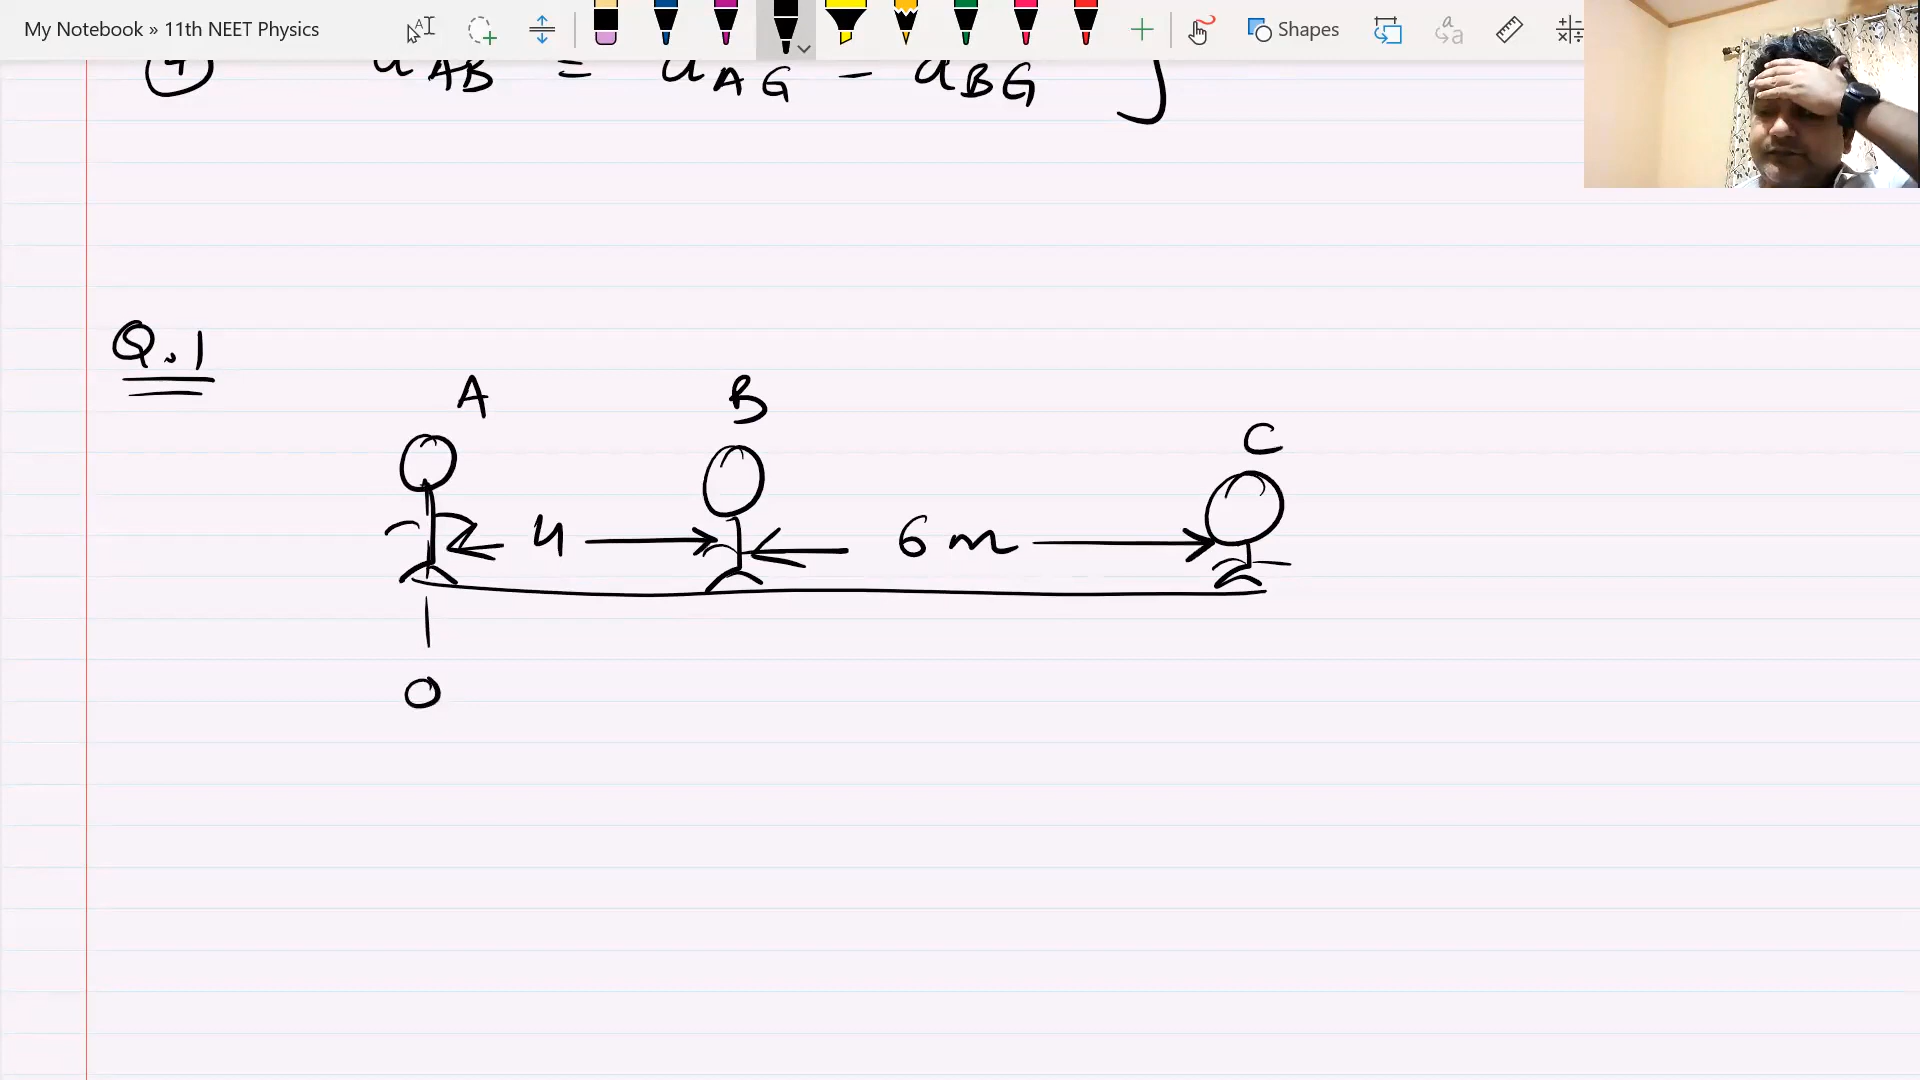 My Notebook » 11th NEET Physics
Shapes
④ a AB = a AG - a BG }
Q.1
A B C
4 6 m
O